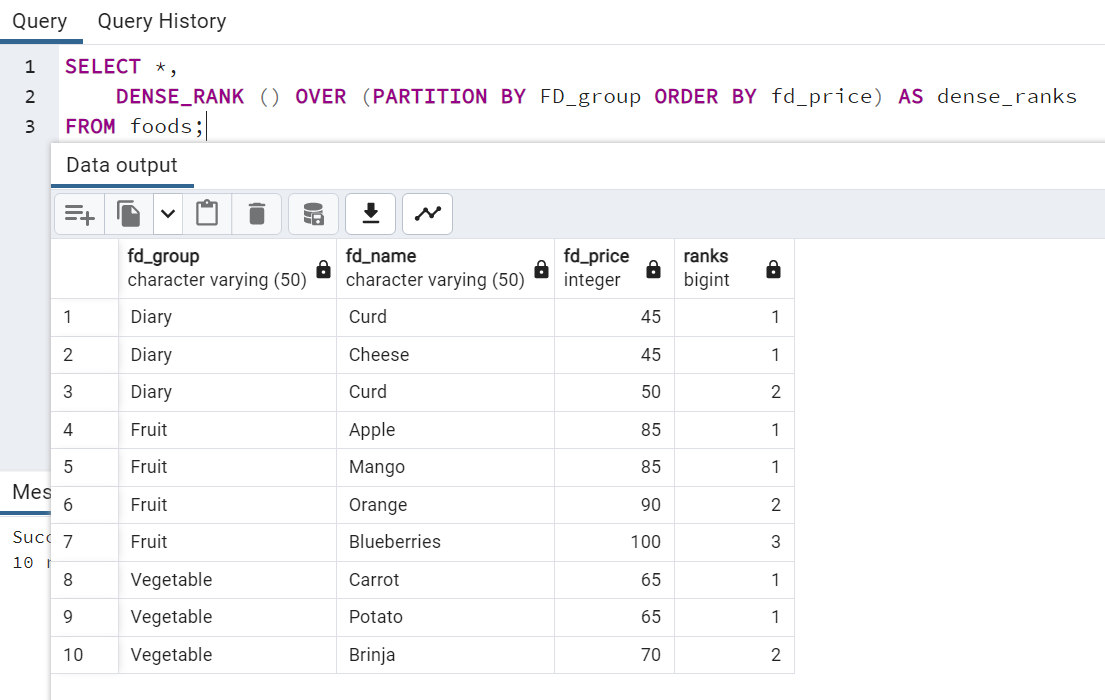 Query Query History
1 SELECT *,
2 DENSE_RANK () OVER (PARTITION BY FD_group ORDER BY fd_price) AS dense_ranks
3 FROM foods;
Data output
fd_group fd_name fd_price ranks
character varying (50) character varying (50) integer bigint
1 Diary Curd 45 1
2 Diary Cheese 45 1
3 Diary Curd 50 2
4 Fruit Apple 85 1
5 Fruit Mango 85 1
Mes
6 Fruit Orange 90 2
Succ
7 Fruit Blueberries 100 3
10
8 Vegetable Carrot 65 1
9 Vegetable Potato 65 1
10 Vegetable Brinja 70 2